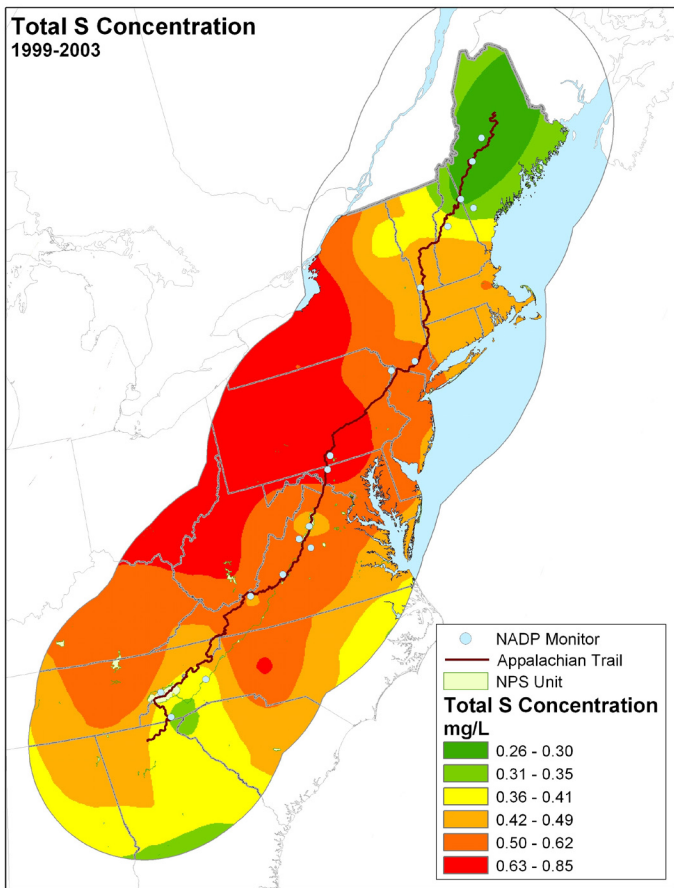 Total S Concentration
1999-2003
NADP Monitor
Appalachian Trail
NPS Unit
Total S Concentration
mg/L
0.26 - 0.30
0.31 - 0.35
0.36 - 0.41
0.42 - 0.49
0.50 - 0.62
0.63 - 0.85